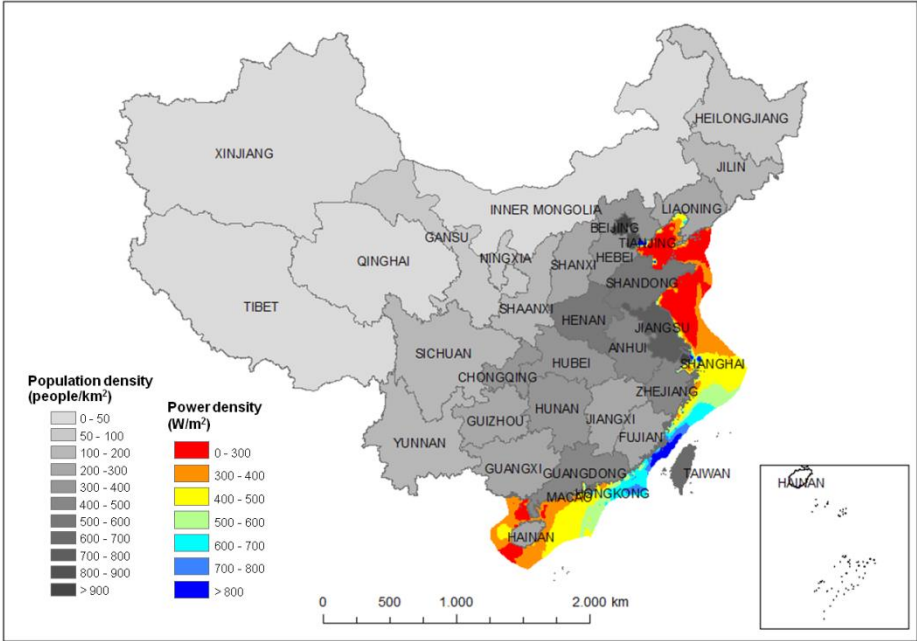 HEILONGJIANG
XINJIANG
JILIN
INNER MONGOLIA
LIAONING
BEIJING
TIANJING
GANSU
HEBEI
NINGXIA
QINGHAI
SHANXI
SHANDONG
TIBET
SHAANXI
HENAN
JIANGSU
SICHUAN
ANHUI
HUBEI
SHANGHAI
CHONGQING
ZHEJIANG
HUNAN
JIANGXI
GUIZHOU
FUJIAN
YUNNAN
GUANGXI
GUANGDONG
TAIWAN
MACAO
HONGKONG
HAINAN
HAINAN
Population density
(people/km²)
0 - 50
50 - 100
100 - 200
200 -300
300 - 400
400 - 500
500 - 600
600 - 700
700 - 800
800 - 900
> 900
Power density
(W/m²)
0 - 300
300 - 400
400 - 500
500 - 600
600 - 700
700 - 800
> 800
0 500 1.000 2.000 km